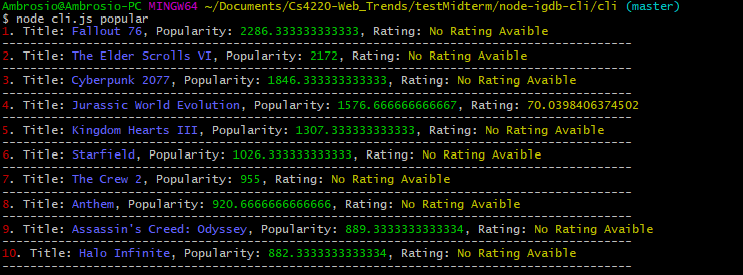 Ambrosio@Ambrosio-PC MINGW64 ~/Documents/Cs4220-Web_Trends/testMidterm/node-igdb-cli/cli (master)
$ node cli.js popular
1. Title: Fallout 76, Popularity: 2286.333333333333, Rating: No Rating Avaible
--------------------------------------------------------------------------------
2. Title: The Elder Scrolls VI, Popularity: 2172, Rating: No Rating Avaible
--------------------------------------------------------------------------------
3. Title: Cyberpunk 2077, Popularity: 1846.333333333333, Rating: No Rating Avaible
--------------------------------------------------------------------------------
4. Title: Jurassic World Evolution, Popularity: 1576.666666666667, Rating: 70.0398406374502
--------------------------------------------------------------------------------
5. Title: Kingdom Hearts III, Popularity: 1307.333333333333, Rating: No Rating Avaible
--------------------------------------------------------------------------------
6. Title: Starfield, Popularity: 1026.333333333333, Rating: No Rating Avaible
--------------------------------------------------------------------------------
7. Title: The Crew 2, Popularity: 955, Rating: No Rating Avaible
--------------------------------------------------------------------------------
8. Title: Anthem, Popularity: 920.6666666666666, Rating: No Rating Avaible
--------------------------------------------------------------------------------
9. Title: Assassin's Creed: Odyssey, Popularity: 889.3333333333334, Rating: No Rating Avaible
--------------------------------------------------------------------------------
10. Title: Halo Infinite, Popularity: 882.3333333333334, Rating: No Rating Avaible
--------------------------------------------------------------------------------